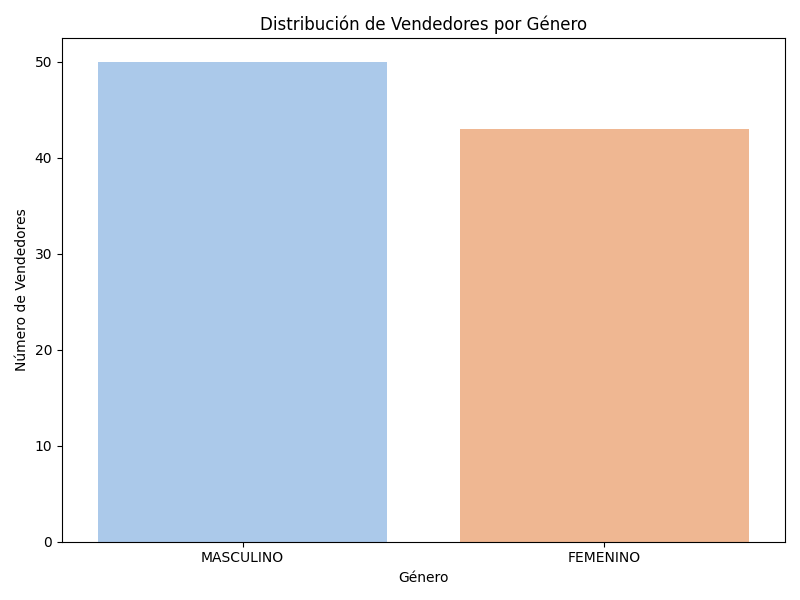 Distribución de Vendedores por Género
Número de Vendedores
50
40
30
20
10
0
MASCULINO
FEMENINO
Género